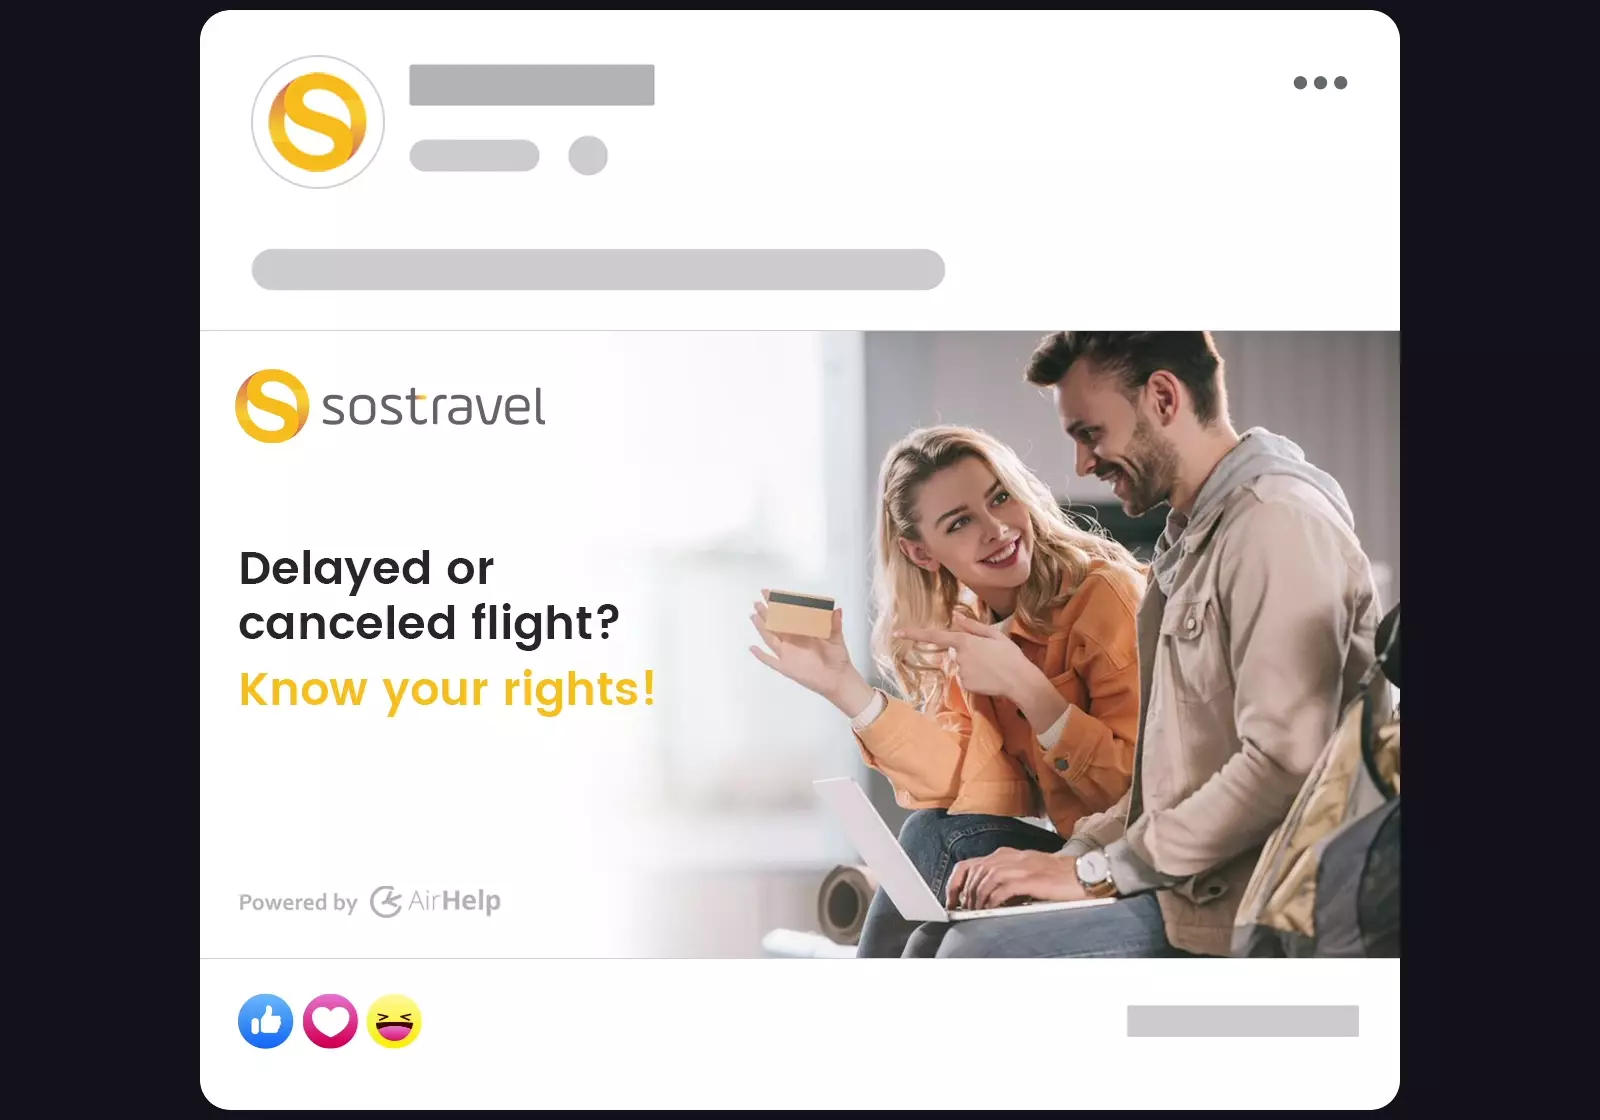 sostravel
Delayed or
canceled flight?
Know your rights!
Powered by AirHelp